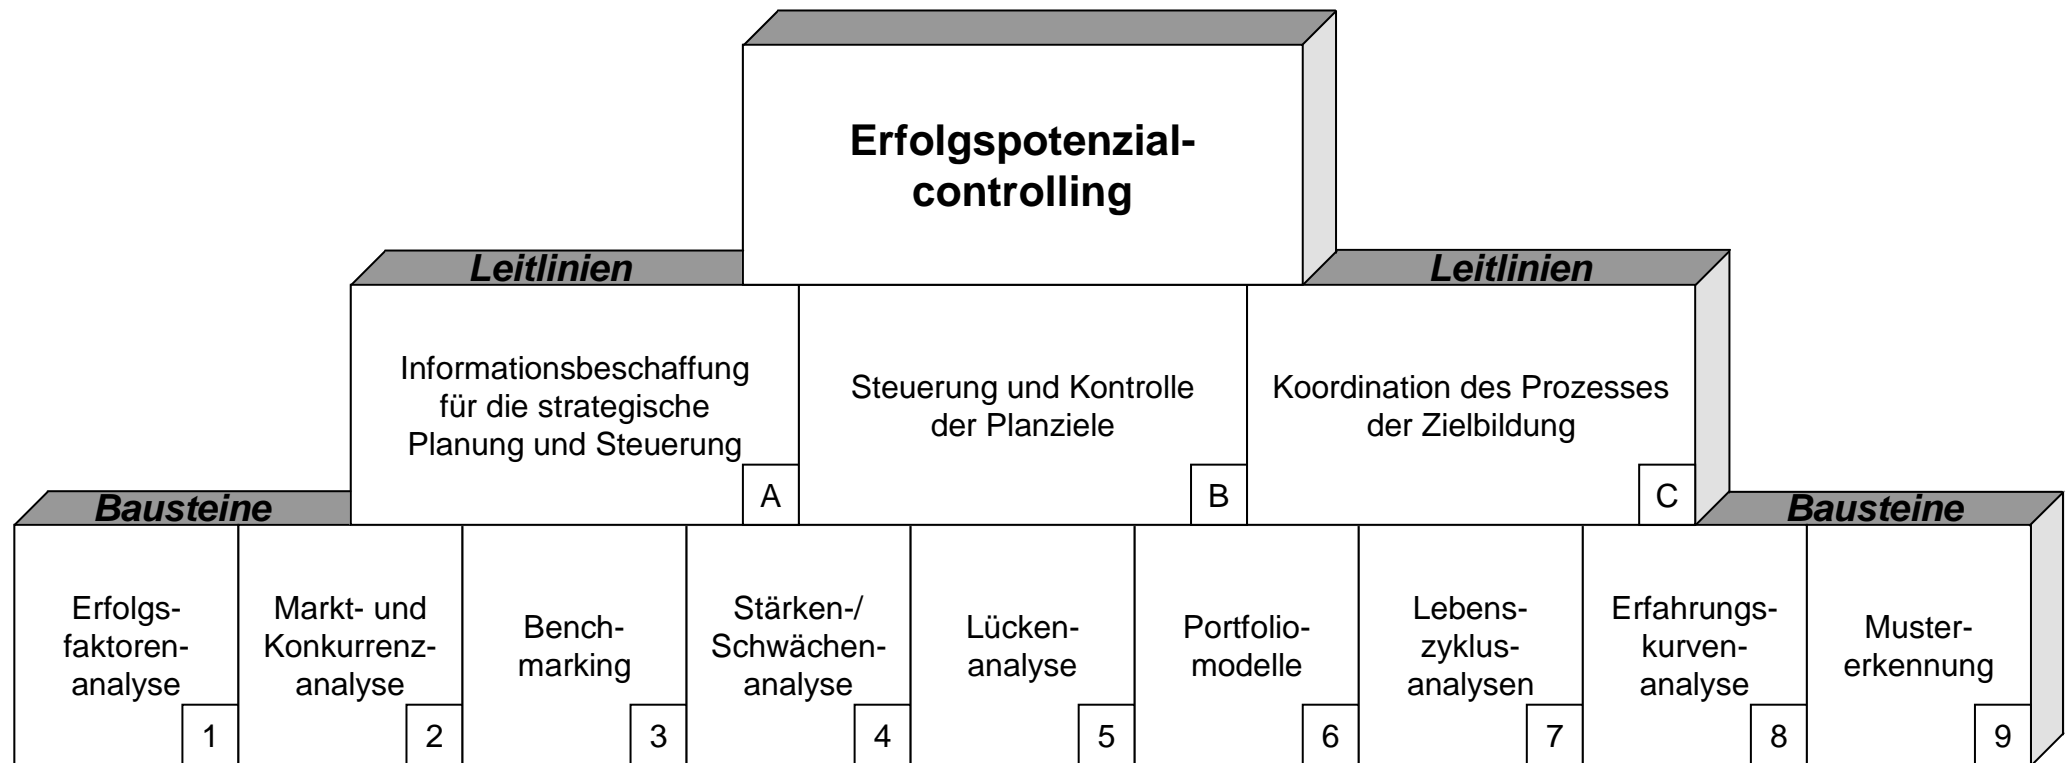 Erfolgspotenzial-
controlling
Leitlinien
Leitlinien
Informationsbeschaffung
für die strategische
Planung und Steuerung
A
Steuerung und Kontrolle
der Planziele
B
Koordination des Prozesses
der Zielbildung
C
Bausteine
Bausteine
Erfolgs-
faktoren-
analyse
1
Markt- und
Konkurrenz-
analyse
2
Bench-
marking
3
Stärken-/
Schwächen-
analyse
4
Lücken-
analyse
5
Portfolio-
modelle
6
Lebens-
zyklus-
analysen
7
Erfahrungs-
kurven-
analyse
8
Muster-
erkennung
9